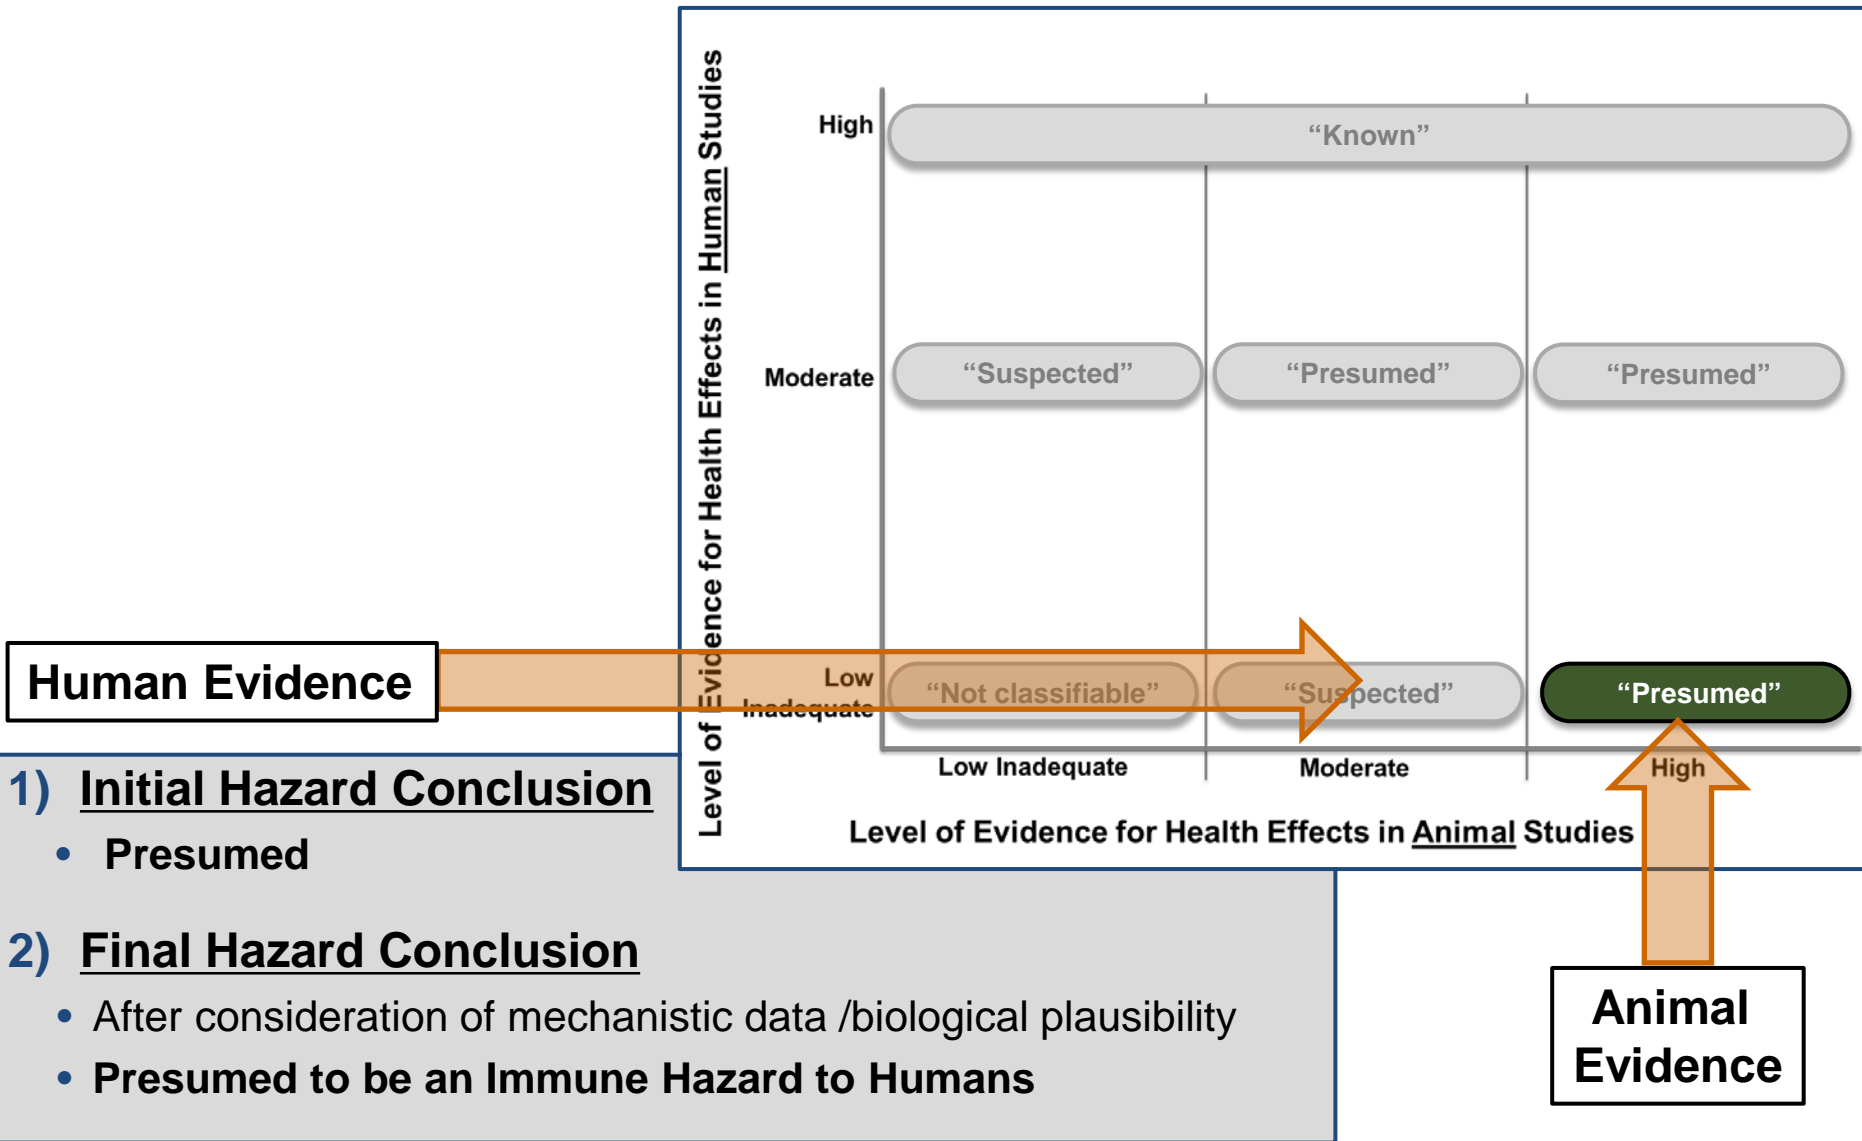 Level of Evidence for Health Effects in Human Studies
High
“Known”
Moderate
“Suspected”
“Presumed”
“Presumed”
Human Evidence
Low
Inadequate
“Not classifiable”
“Suspected”
“Presumed”
Low Inadequate
Moderate
High
Level of Evidence for Health Effects in Animal Studies
1) Initial Hazard Conclusion
• Presumed
2) Final Hazard Conclusion
• After consideration of mechanistic data /biological plausibility
• Presumed to be an Immune Hazard to Humans
Animal
Evidence